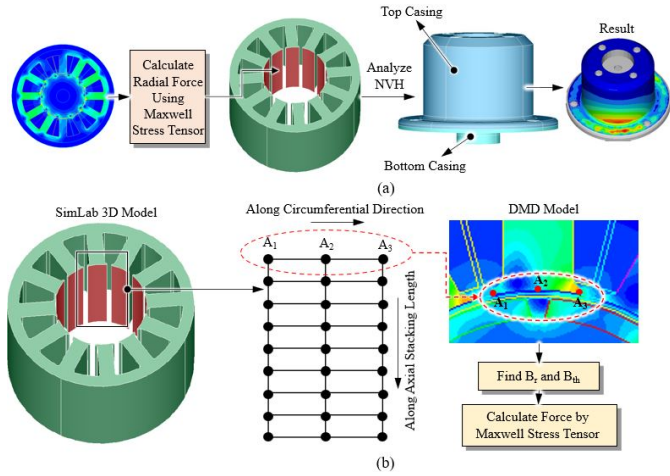 Calculate
Radial Force
Using
Maxwell
Stress Tensor
Analyze
NVH
Top Casing
Bottom Casing
Result
(a)
SimLab 3D Model
Along Circumferential Direction
A₁ A₂ A₃
Along Axial Stacking Length
DMD Model
A₁ A₂ A₃
Find Bᵣ and Bₜₕ
Calculate Force by
Maxwell Stress Tensor
(b)